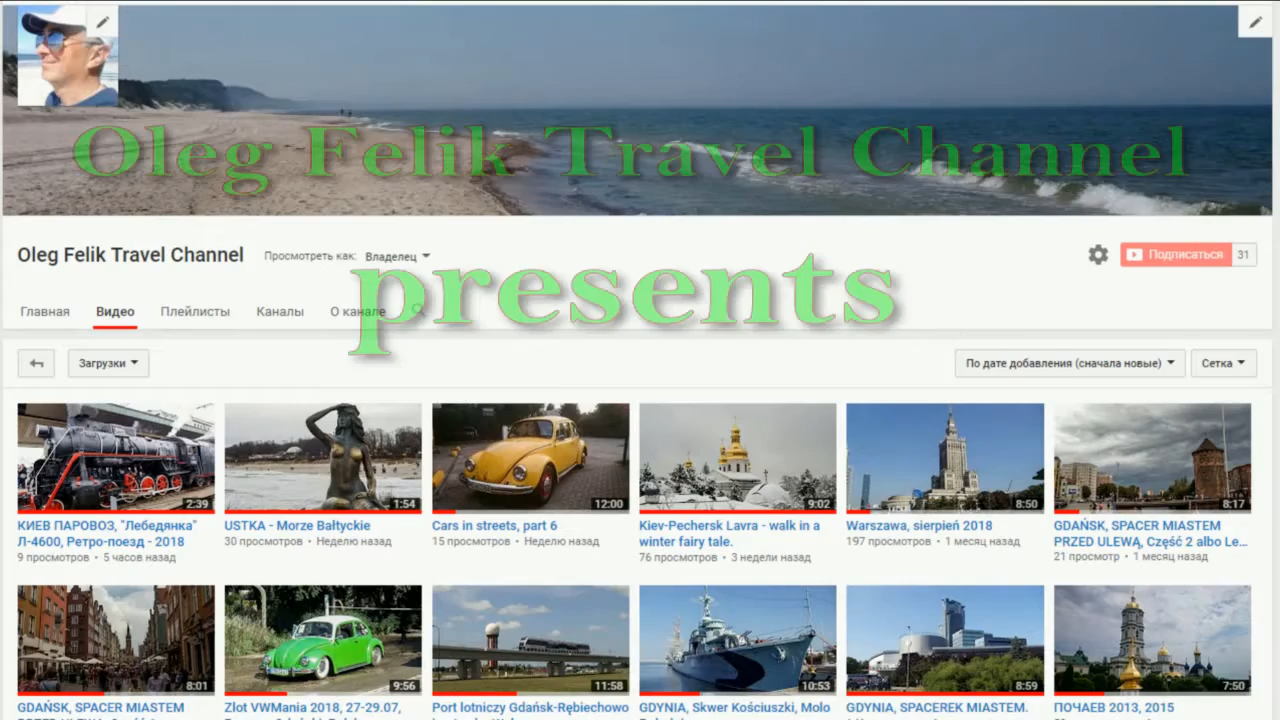 Oleg Felik Travel Channel
Oleg Felik Travel Channel
Просмотреть как: Владелец
Подписаться 31
presents
Главная Видео Плейлисты Каналы О канале
Загрузки
По дате добавления (сначала новые) Сетка
2:39 1:54 12:00 9:02 8:50 8:17
КИЕВ ПАРОВОЗ, "Лебедянка"
Л-4600, Ретро-поезд - 2018
9 просмотров • 5 часов назад
USTKA - Morze Bałtyckie
30 просмотров • Неделю назад
Cars in streets, part 6
15 просмотров • Неделю назад
Kiev-Pechersk Lavra - walk in a
winter fairy tale.
76 просмотров • 3 недели назад
Warszawa, sierpień 2018
197 просмотров • 1 месяц назад
GDAŃSK, SPACER MIASTEM
PRZED ULEWĄ, Część 2 albo Le...
21 просмотр • 1 месяц назад
8:01 9:56 11:58 10:53 8:59 7:50
GDAŃSK, SPACER MIASTEM
Zlot VWMania 2018, 27-29.07,
Port lotniczy Gdańsk-Rębiechowo
GDYNIA, Skwer Kościuszki, Molo
GDYNIA, SPACEREK MIASTEM.
ПОЧАЕВ 2013, 2015